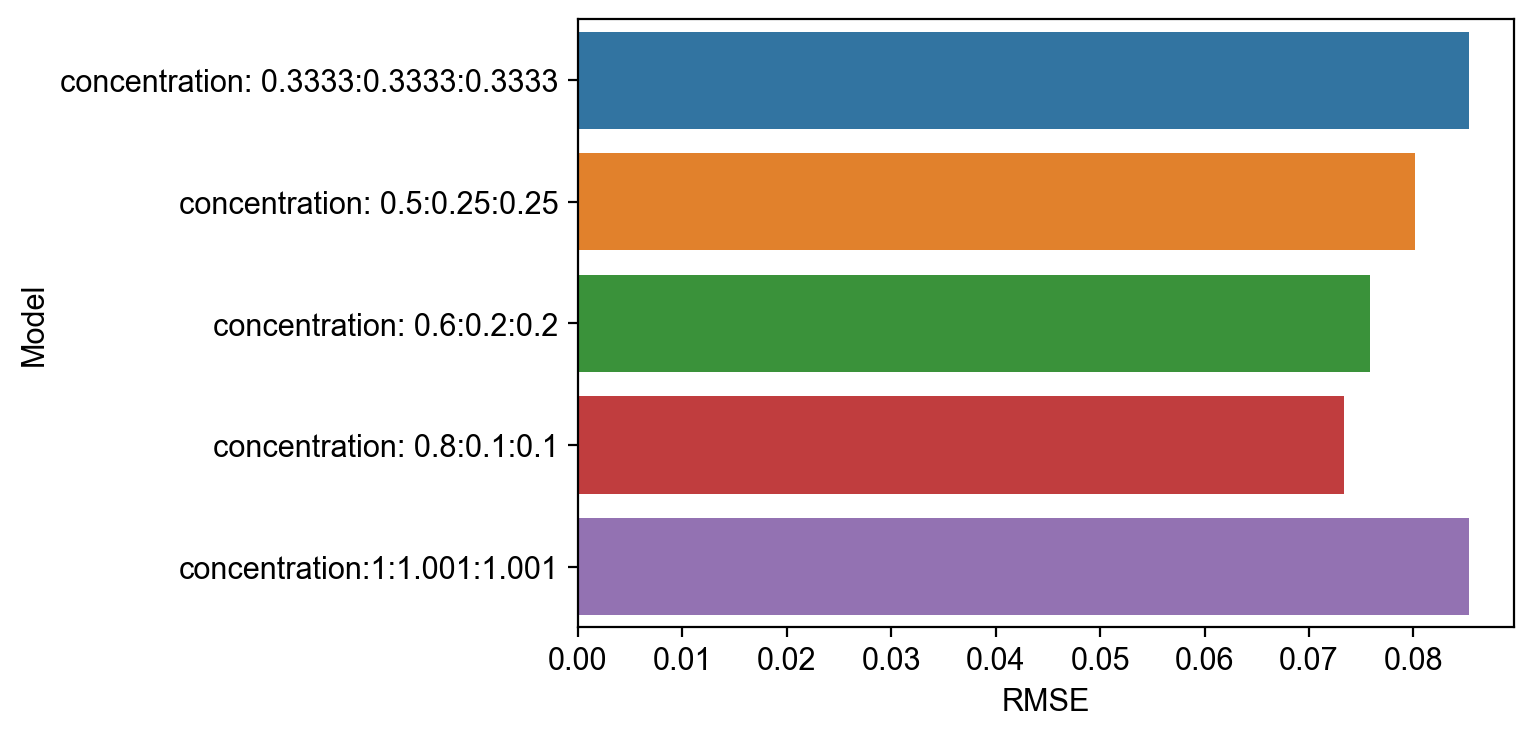 concentration: 0.3333:0.3333:0.3333
concentration: 0.5:0.25:0.25
concentration: 0.6:0.2:0.2
concentration: 0.8:0.1:0.1
concentration:1:1.001:1.001
Model
0.00 0.01 0.02 0.03 0.04 0.05 0.06 0.07 0.08
RMSE